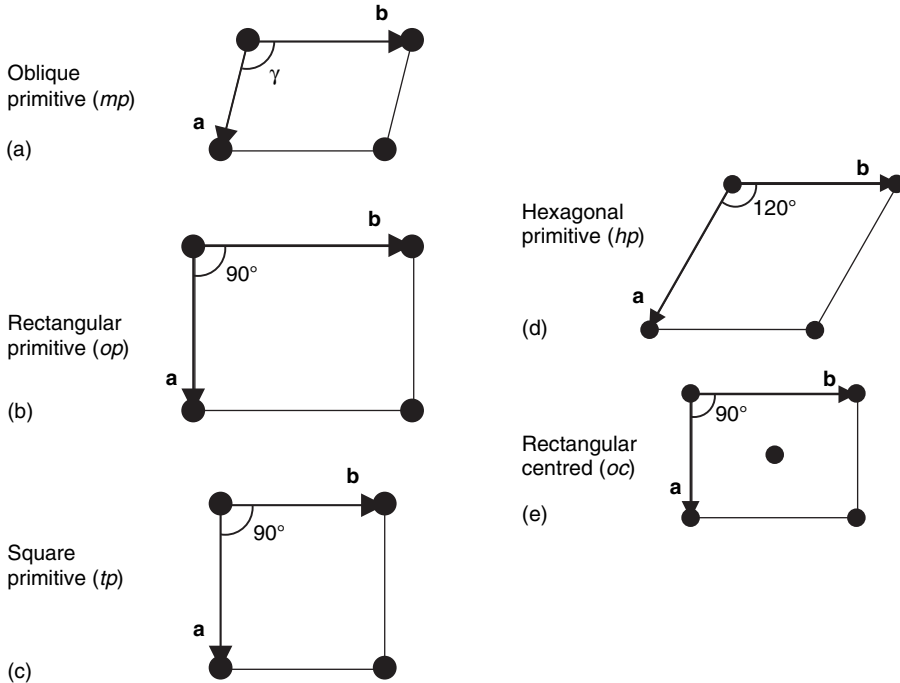 b
Oblique
primitive (mp)
γ
a
(a)
b
90°
Rectangular
primitive (op)
a
(b)
b
90°
Square
primitive (tp)
a
(c)
b
Hexagonal
primitive (hp)
120°
a
(d)
b
90°
Rectangular
centred (oc)
a
(e)